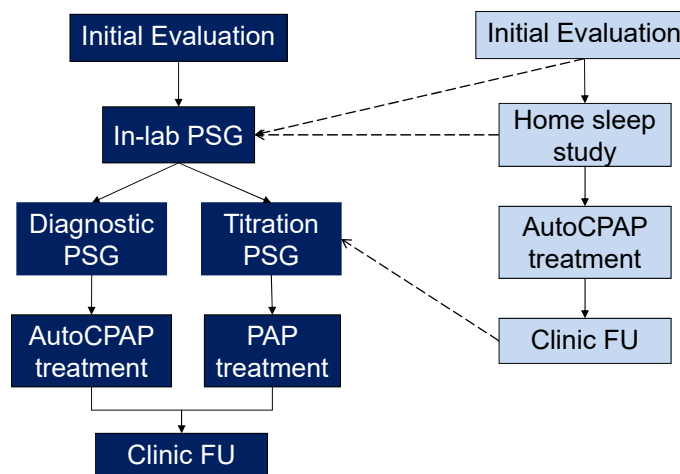 Initial Evaluation
In-lab PSG
Diagnostic
PSG
Titration
PSG
AutoCPAP
treatment
PAP
treatment
Clinic FU
Initial Evaluation
Home sleep
study
AutoCPAP
treatment
Clinic FU